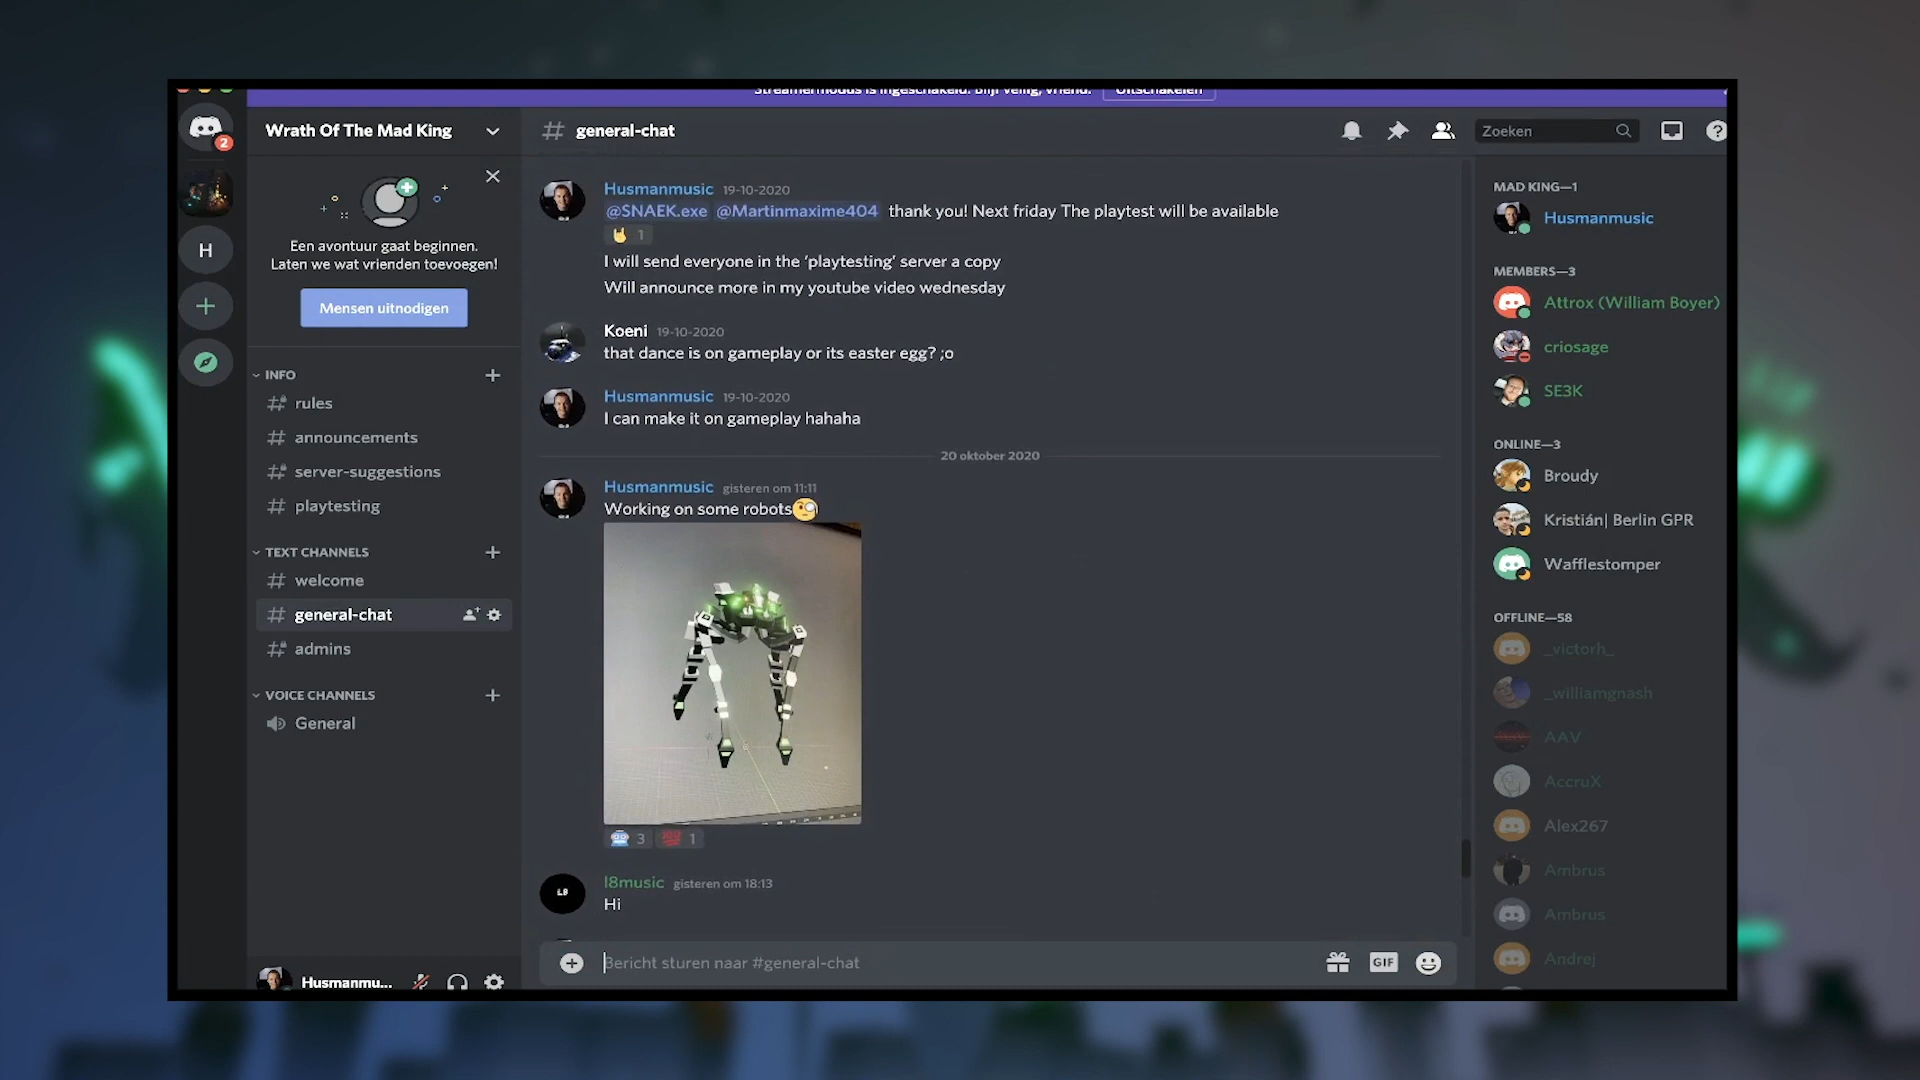 Streamermodus is ingeschakeld. Blijf veilig, vriend.
Uitschakelen
2
Wrath Of The Mad King
general-chat
Zoeken
H
Een avontuur gaat beginnen.
Laten we wat vrienden toevoegen!
Mensen uitnodigen
INFO
rules
announcements
server-suggestions
playtesting
TEXT CHANNELS
welcome
general-chat
admins
VOICE CHANNELS
General
Husmanmu...
Husmanmusic 19-10-2020
@SNAEK.exe @Martinmaxime404 thank you! Next friday The playtest will be available
1
I will send everyone in the ‘playtesting’ server a copy
Will announce more in my youtube video wednesday
Koeni 19-10-2020
that dance is on gameplay or its easter egg? ;o
Husmanmusic 19-10-2020
I can make it on gameplay hahaha
20 oktober 2020
Husmanmusic gisteren om 11:11
Working on some robots
3 100 1
L8
l8music gisteren om 18:13
Hi
Bericht sturen naar #general-chat
GIF
MAD KING—1
Husmanmusic
MEMBERS—3
Attrox (William Boyer)
criosage
SE3K
ONLINE—3
Broudy
Kristián| Berlin GPR
Wafflestomper
OFFLINE—58
_victorh_
_williamgnash
AAV
AccruX
Alex267
Ambrus
Ambrus
Andrej